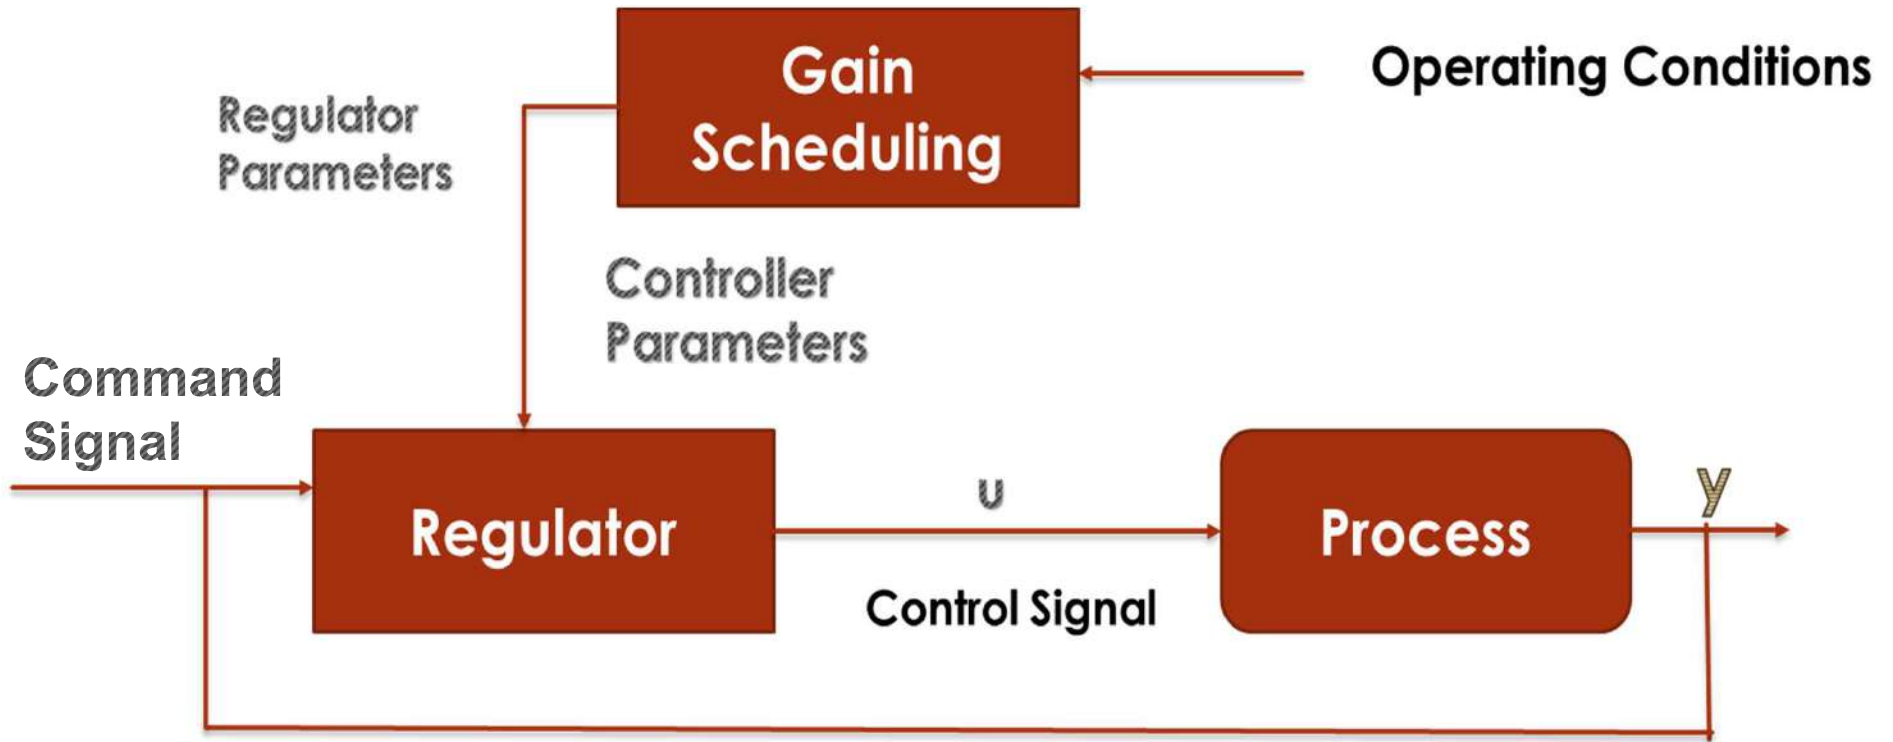 Gain
Scheduling
Operating Conditions
Regulator
Parameters
Controller
Parameters
Command
Signal
Regulator
u
Control Signal
Process
y